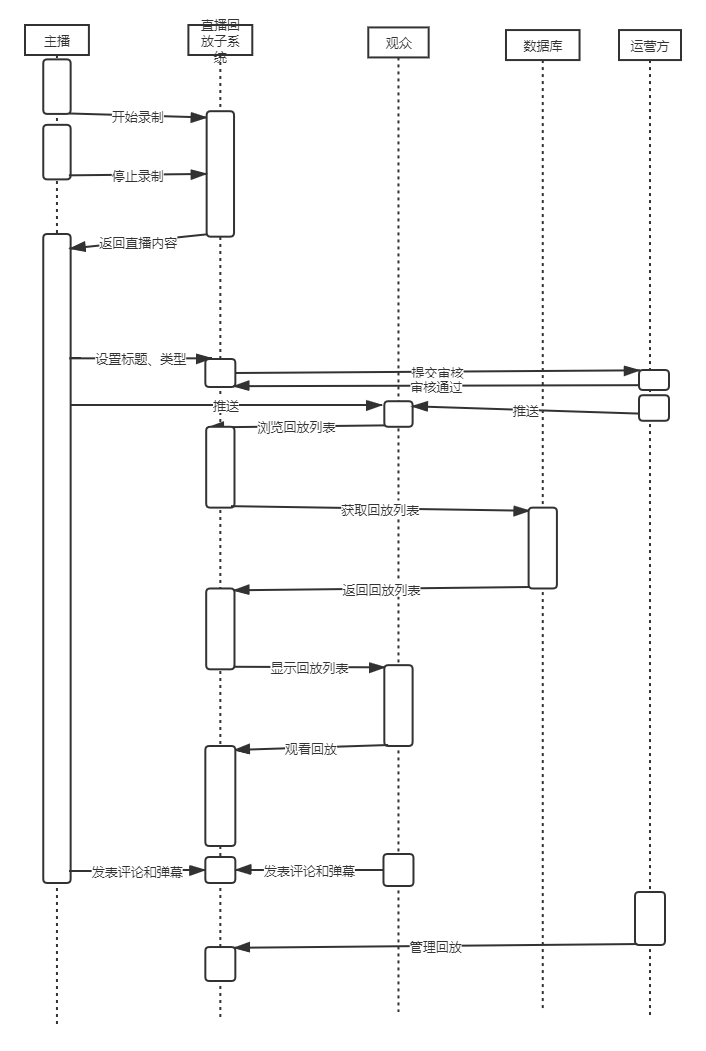 主播
直播回
放子系
统
观众
数据库
运营方
开始录制
停止录制
返回直播内容
设置标题、类型
提交审核
审核通过
推送
推送
浏览回放列表
获取回放列表
返回回放列表
显示回放列表
观看回放
发表评论和弹幕
发表评论和弹幕
管理回放